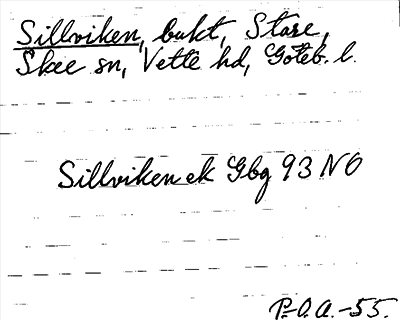 Sillviken, bukt, Stare,
Skee sn, Vette hd, Göteb. l.
Sillviken ek Gbg 93 NO
P.O.A.-55.